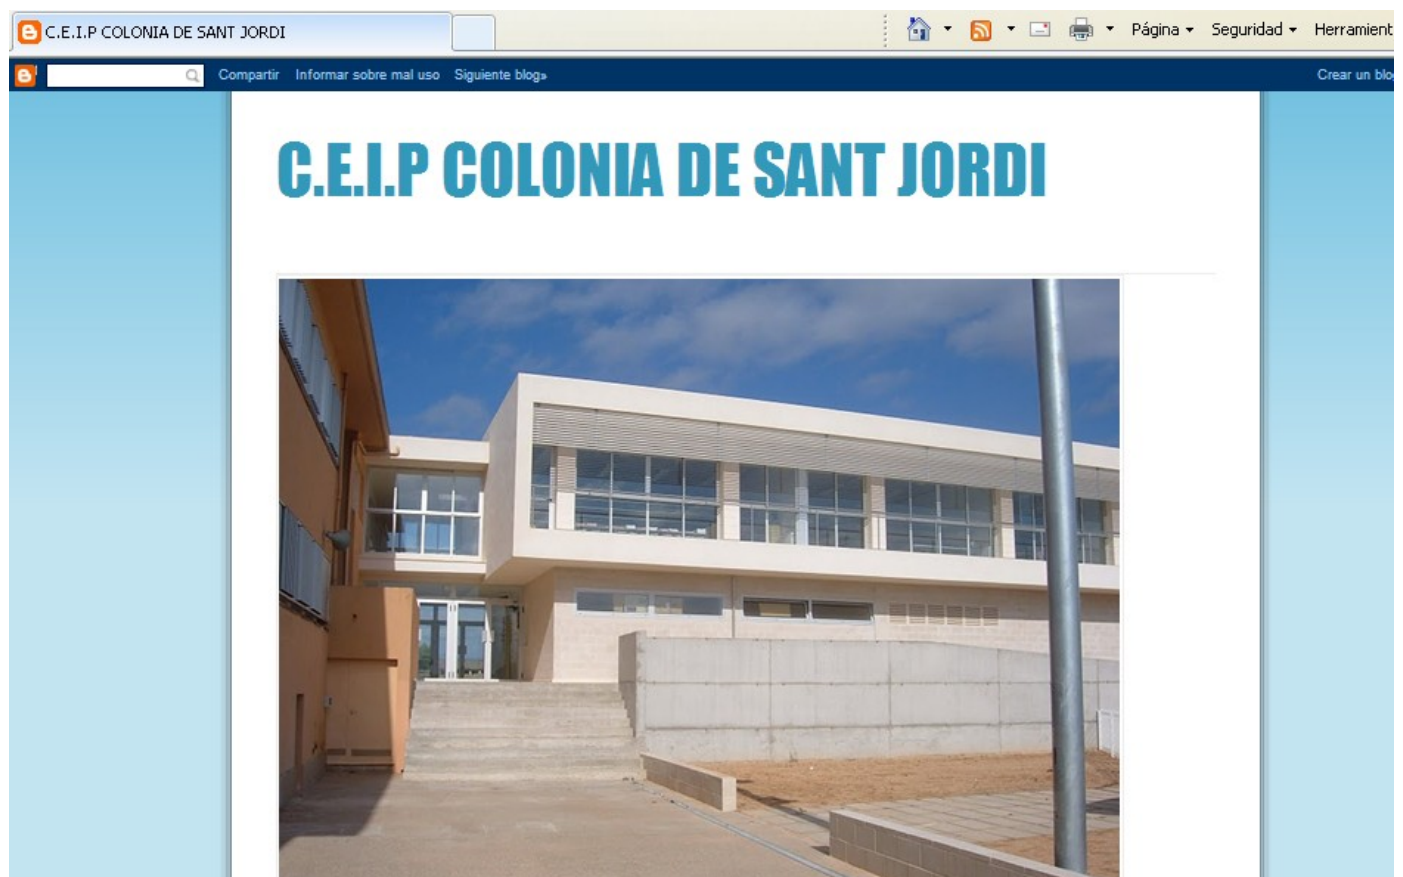 C.E.I.P COLONIA DE SANT JORDI
Página Seguridad Herramient
Compartir Informar sobre mal uso Siguiente blog» Crear un blo
C.E.I.P COLONIA DE SANT JORDI